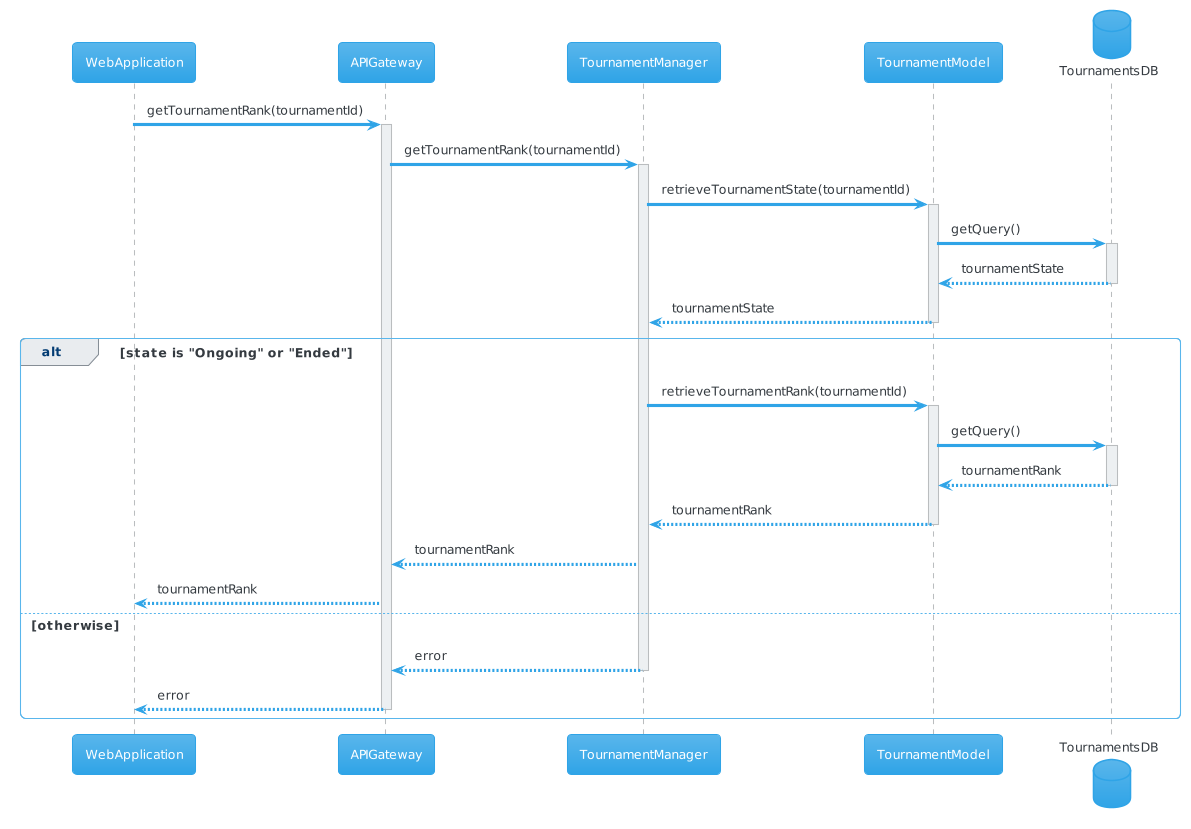 TournamentsDB
WebApplication
APIGateway
TournamentManager
TournamentModel
getTournamentRank(tournamentId)
getTournamentRank(tournamentId)
retrieveTournamentState(tournamentId)
getQuery()
tournamentState
tournamentState
alt
[state is "Ongoing" or "Ended"]
retrieveTournamentRank(tournamentId)
getQuery()
tournamentRank
tournamentRank
tournamentRank
tournamentRank
[otherwise]
error
error
WebApplication
APIGateway
TournamentManager
TournamentModel
TournamentsDB